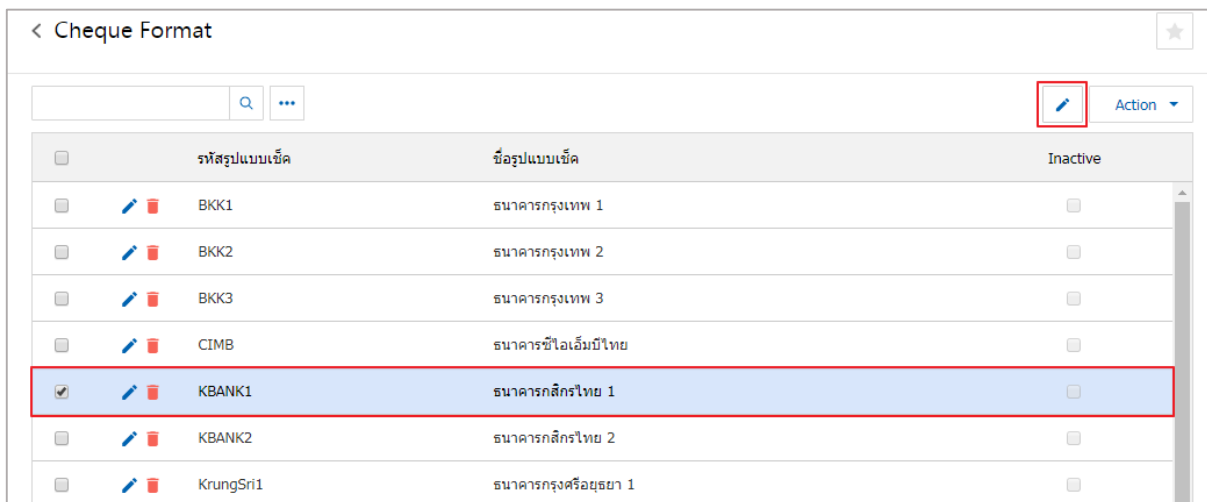 Cheque Format
Action
รหัสรูปแบบเช็ค ชื่อรูปแบบเช็ค Inactive
BKK1 ธนาคารกรุงเทพ 1
BKK2 ธนาคารกรุงเทพ 2
BKK3 ธนาคารกรุงเทพ 3
CIMB ธนาคารซีไอเอ็มบีไทย
KBANK1 ธนาคารกสิกรไทย 1
KBANK2 ธนาคารกสิกรไทย 2
KrungSri1 ธนาคารกรุงศรีอยุธยา 1